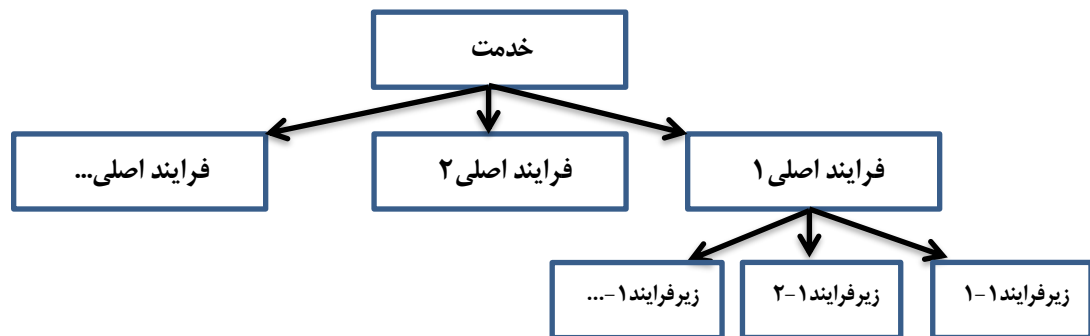 خدمت
فرایند اصلی۱
فرایند اصلی۲
فرایند اصلی...
زیرفرایند۱-۱
زیرفرایند۱-۲
زیرفرایند۱-...